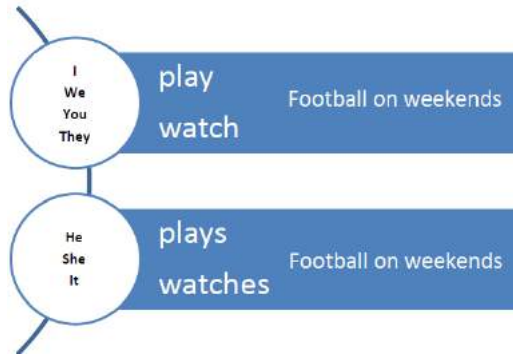 I
We
You
They
play
watch
Football on weekends
He
She
It
plays
watches
Football on weekends